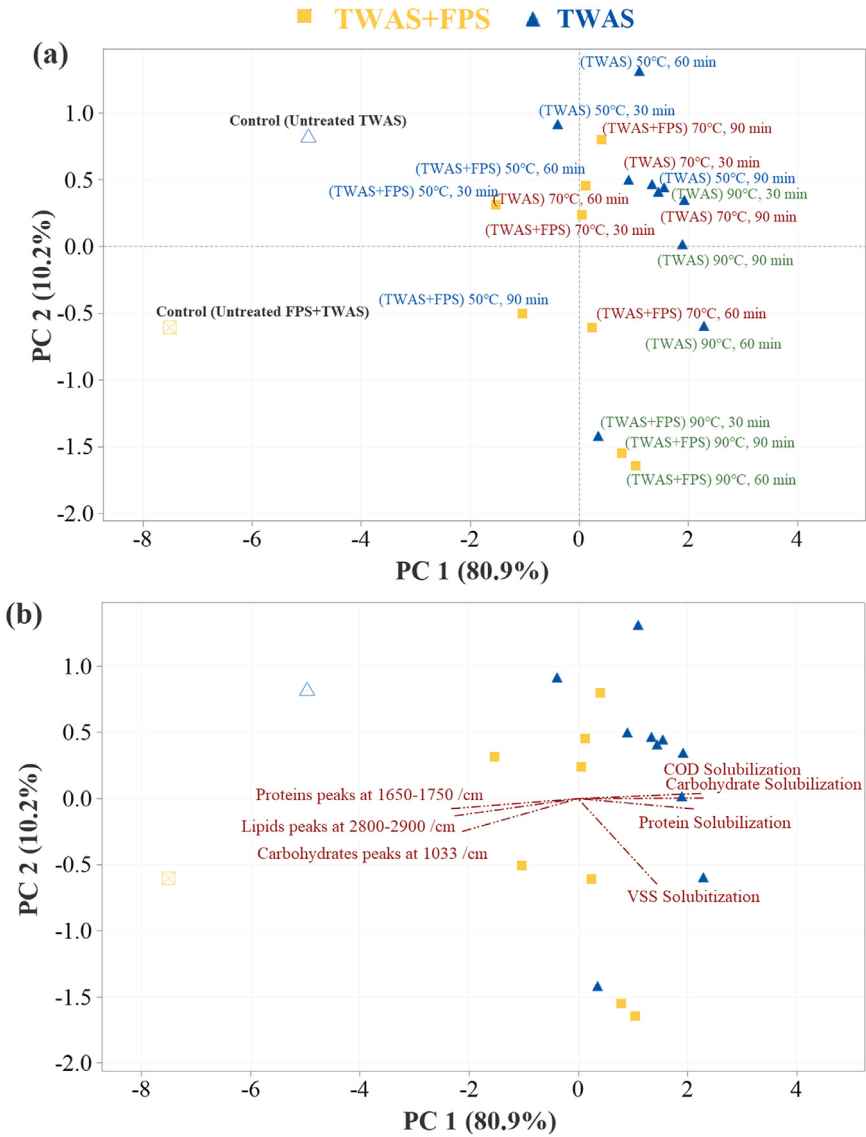 TWAS+FPS TWAS
(a)
(TWAS) 50°C, 60 min
(TWAS) 50°C, 30 min
Control (Untreated TWAS)
(TWAS+FPS) 70°C, 90 min
(TWAS+FPS) 50°C, 60 min
(TWAS) 70°C, 30 min
(TWAS) 50°C, 90 min
(TWAS+FPS) 50°C, 30 min
(TWAS) 90°C, 30 min
(TWAS) 70°C, 60 min
(TWAS) 70°C, 90 min
(TWAS+FPS) 70°C, 30 min
(TWAS) 90°C, 90 min
(TWAS+FPS) 50°C, 90 min
Control (Untreated FPS+TWAS)
(TWAS+FPS) 70°C, 60 min
(TWAS) 90°C, 60 min
(TWAS+FPS) 90°C, 30 min
(TWAS+FPS) 90°C, 90 min
(TWAS+FPS) 90°C, 60 min
1.0
0.5
0.0
-0.5
-1.0
-1.5
-2.0
PC 2 (10.2%)
-8 -6 -4 -2 0 2 4
PC 1 (80.9%)
(b)
COD Solubilization
Carbohydrate Solubilization
Proteins peaks at 1650-1750 /cm
Protein Solubilization
Lipids peaks at 2800-2900 /cm
Carbohydrates peaks at 1033 /cm
VSS Solubitization
1.0
0.5
0.0
-0.5
-1.0
-1.5
-2.0
PC 2 (10.2%)
-8 -6 -4 -2 0 2 4
PC 1 (80.9%)